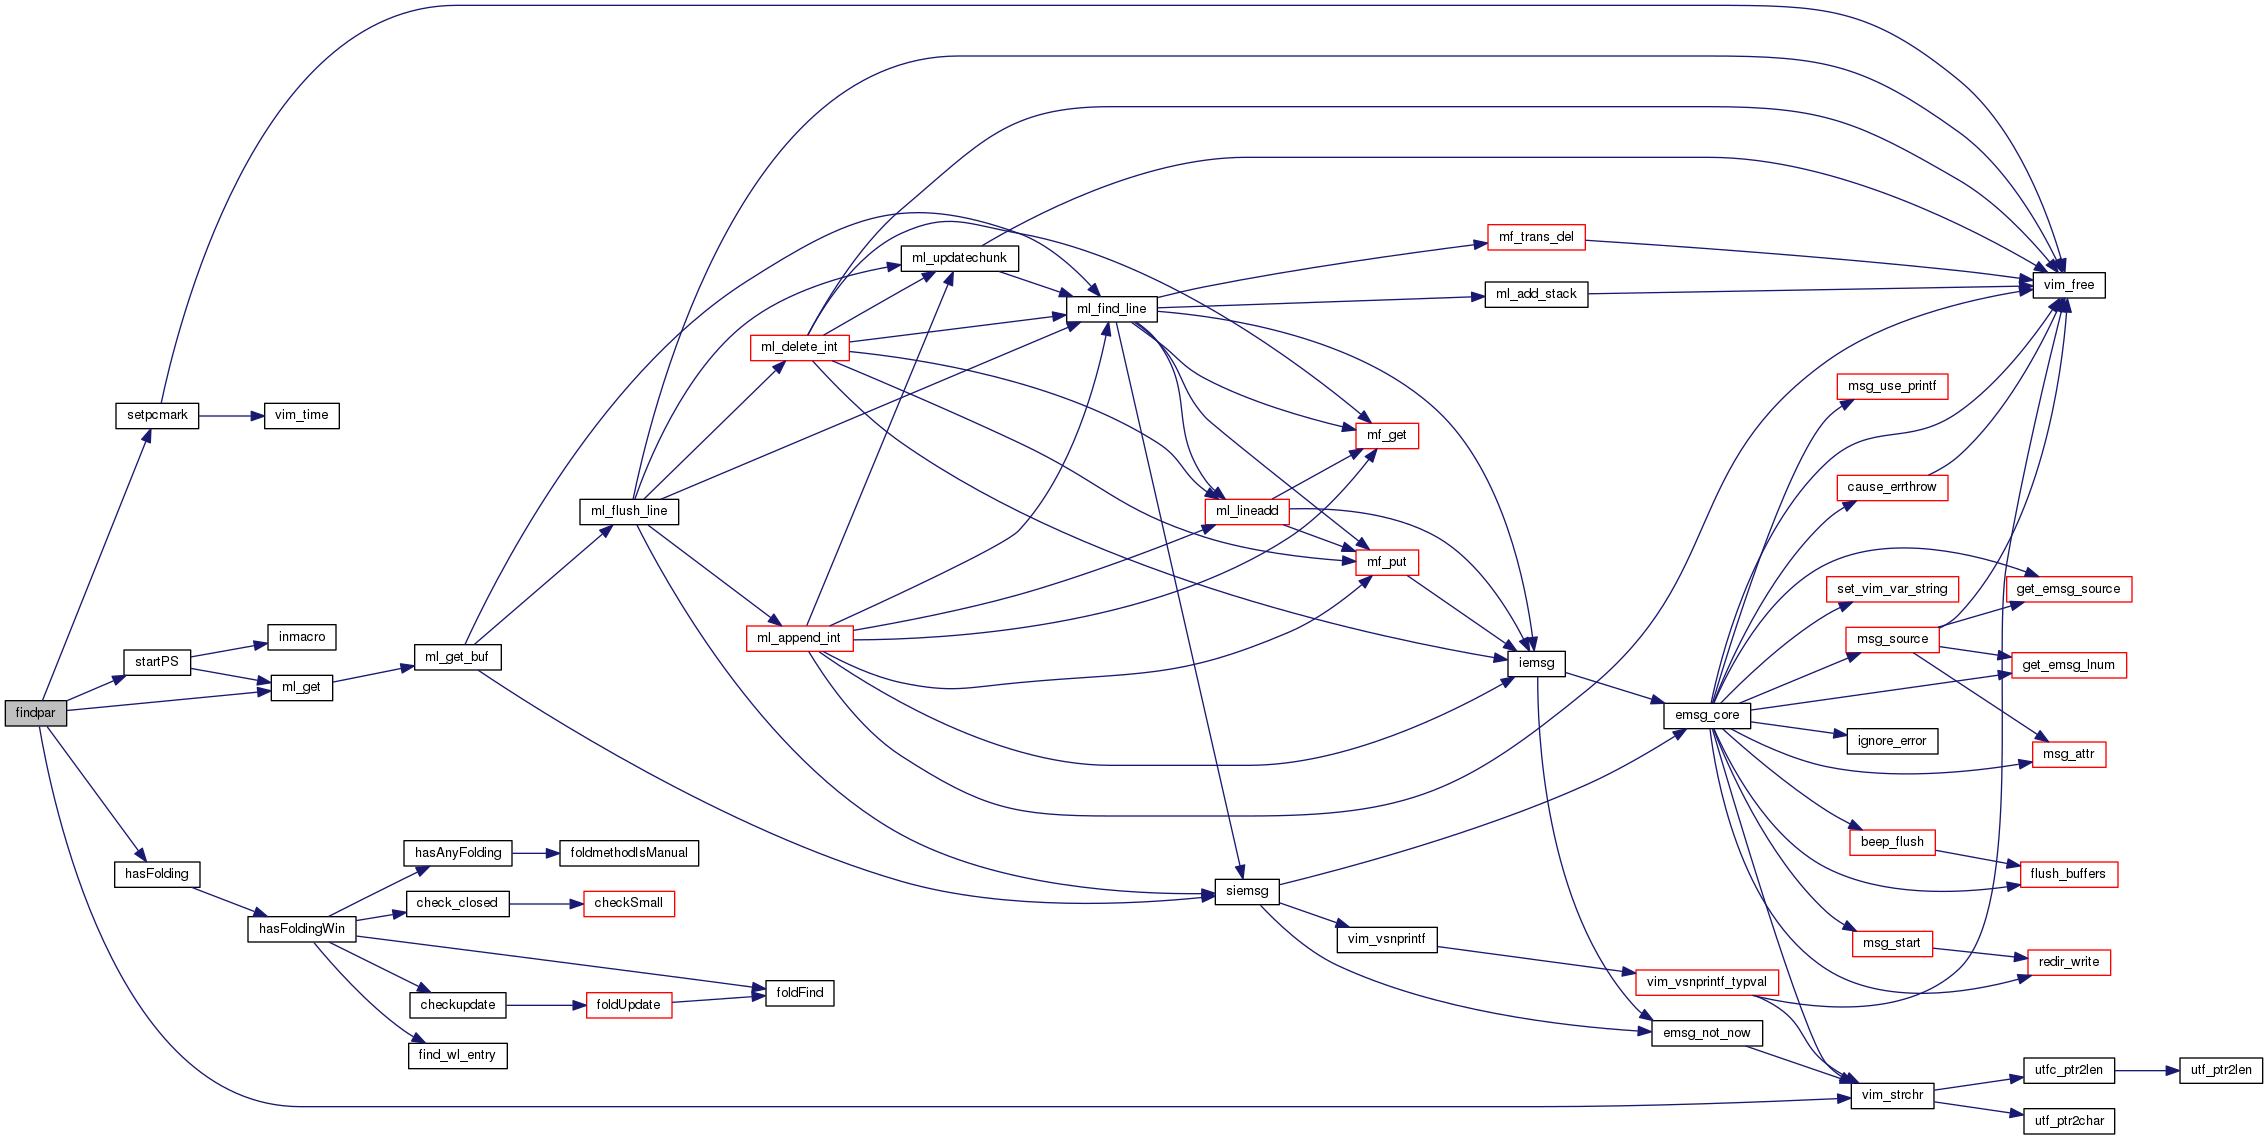 findpar
setpcmark
vim_time
startPS
inmacro
ml_get
ml_get_buf
hasFolding
hasFoldingWin
hasAnyFolding
foldmethodIsManual
check_closed
checkSmall
checkupdate
foldUpdate
foldFind
find_wl_entry
ml_flush_line
ml_delete_int
ml_append_int
ml_updatechunk
ml_find_line
ml_lineadd
mf_get
mf_put
mf_trans_del
ml_add_stack
iemsg
siemsg
vim_vsnprintf
vim_vsnprintf_typval
emsg_not_now
emsg_core
vim_free
msg_use_printf
cause_errthrow
set_vim_var_string
msg_source
get_emsg_source
get_emsg_lnum
ignore_error
msg_attr
beep_flush
flush_buffers
msg_start
redir_write
vim_strchr
utfc_ptr2len
utf_ptr2len
utf_ptr2char